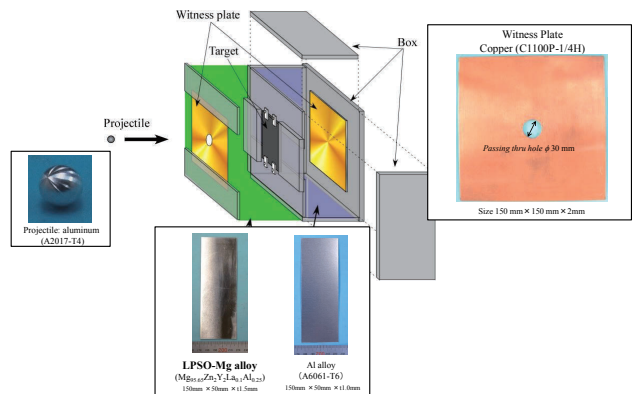 Witness plate
Target
Box
Projectile
Projectile: aluminum
(A2017-T4)
LPSO-Mg alloy
(Mg95.65Zn2Y2La0.1Al0.25)
150mm ×50mm ×t1.5mm
Al alloy
(A6061-T6)
150mm ×50mm ×t1.0mm
Witness Plate
Copper (C1100P-1/4H)
Passing thru hole ϕ 30 mm
Size 150 mm × 150 mm × 2mm